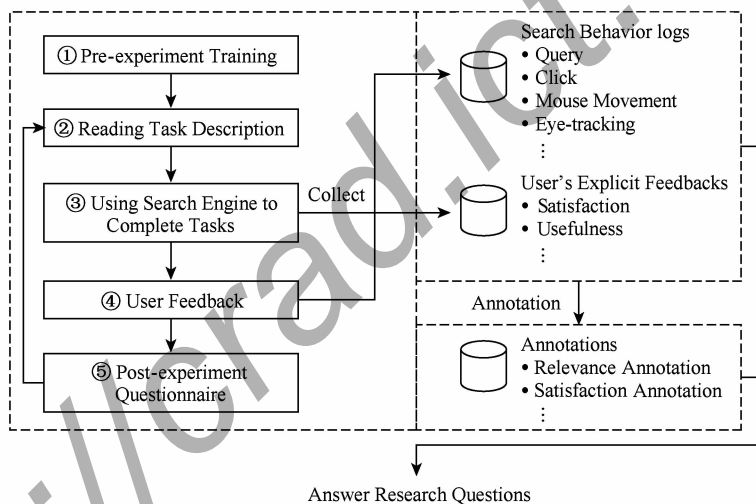 ① Pre-experiment Training
② Reading Task Description
③ Using Search Engine to
Complete Tasks
④ User Feedback
⑤ Post-experiment
Questionnaire
Collect
Search Behavior logs
• Query
• Click
• Mouse Movement
• Eye-tracking
⋮
User's Explicit Feedbacks
• Satisfaction
• Usefulness
⋮
Annotation
Annotations
• Relevance Annotation
• Satisfaction Annotation
⋮
Answer Research Questions
://crad.ict.